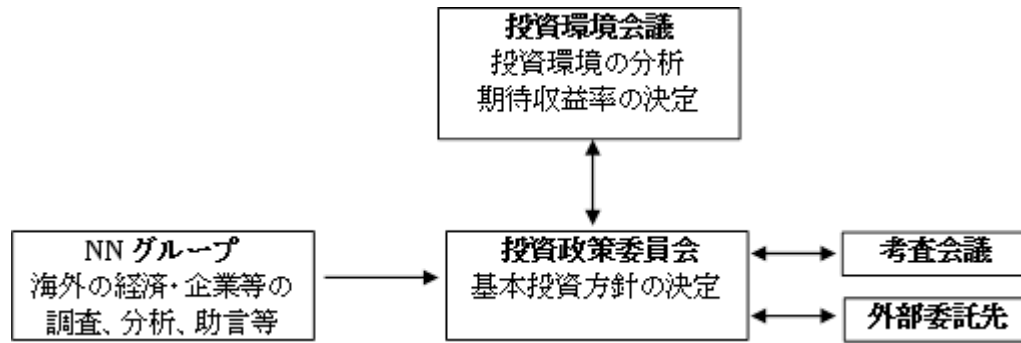 投資環境会議
投資環境の分析
期待収益率の決定
NN グループ
海外の経済・企業等の
調査、分析、助言等
投資政策委員会
基本投資方針の決定
考査会議
外部委託先